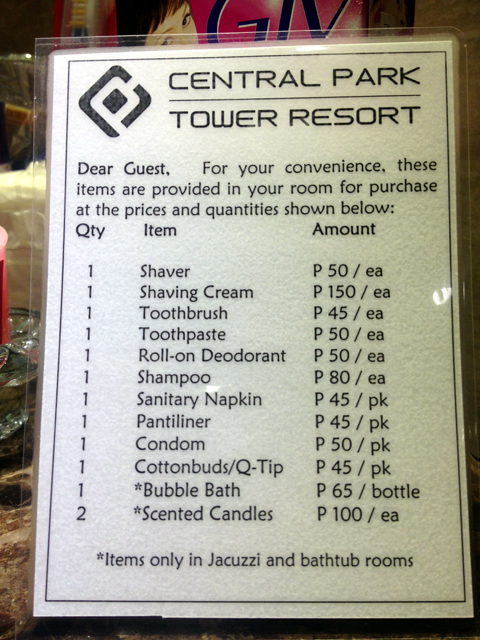 GIV
CENTRAL PARK
TOWER RESORT
Dear Guest, For your convenience, these
items are provided in your room for purchase
at the prices and quantities shown below:
Qty Item Amount
1 Shaver P 50 / ea
1 Shaving Cream P 150 / ea
1 Toothbrush P 45 / ea
1 Toothpaste P 50 / ea
1 Roll-on Deodorant P 50 / ea
1 Shampoo P 80 / ea
1 Sanitary Napkin P 45 / pk
1 Pantiliner P 45 / pk
1 Condom P 50 / pk
1 Cottonbuds/Q-Tip P 45 / pk
1 *Bubble Bath P 65 / bottle
2 *Scented Candles P 100 / ea
*Items only in Jacuzzi and bathtub rooms